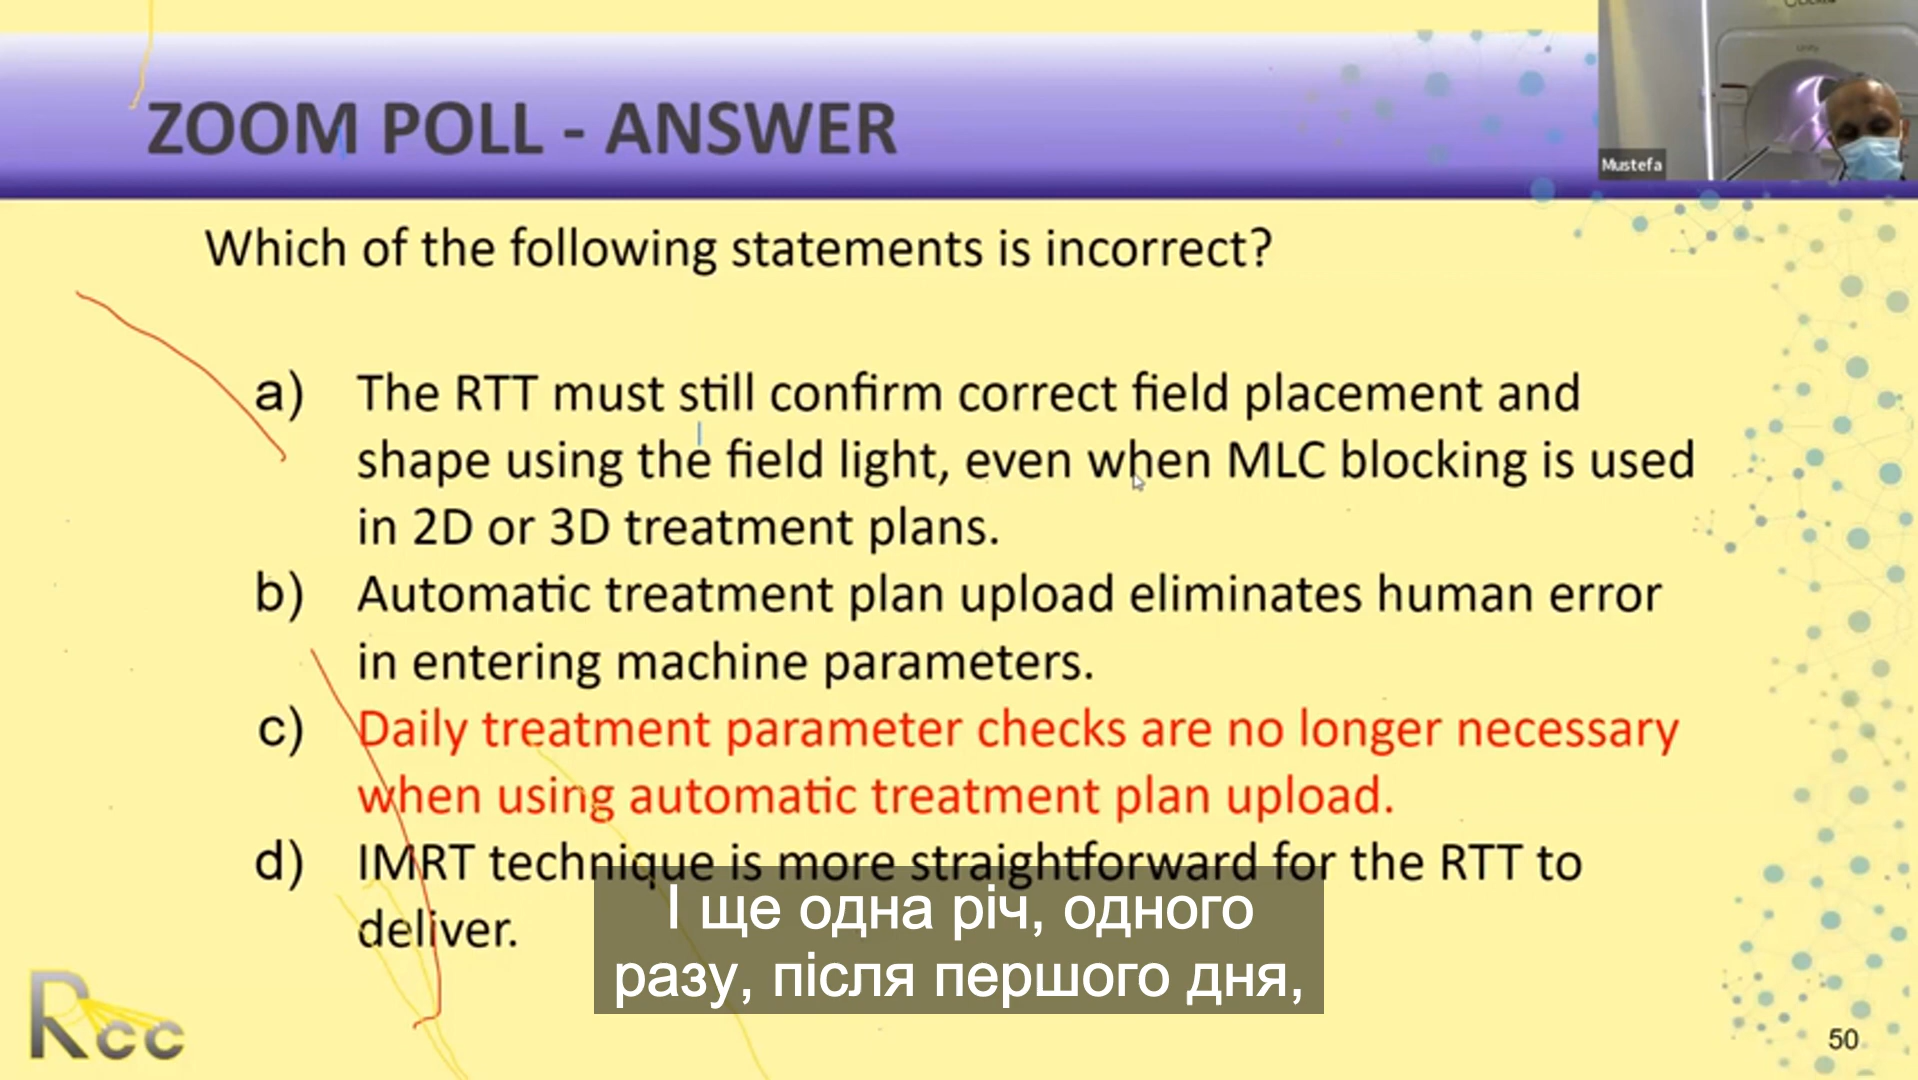 ZOOM POLL - ANSWER
Mustefa
Which of the following statements is incorrect?
a) The RTT must still confirm correct field placement and
shape using the field light, even when MLC blocking is used
in 2D or 3D treatment plans.
b) Automatic treatment plan upload eliminates human error
in entering machine parameters.
c) Daily treatment parameter checks are no longer necessary
when using automatic treatment plan upload.
d) IMRT technique is more straightforward for the RTT to
deliver.
І ще одна річ, одного
разу, після першого дня,
Rcc
50